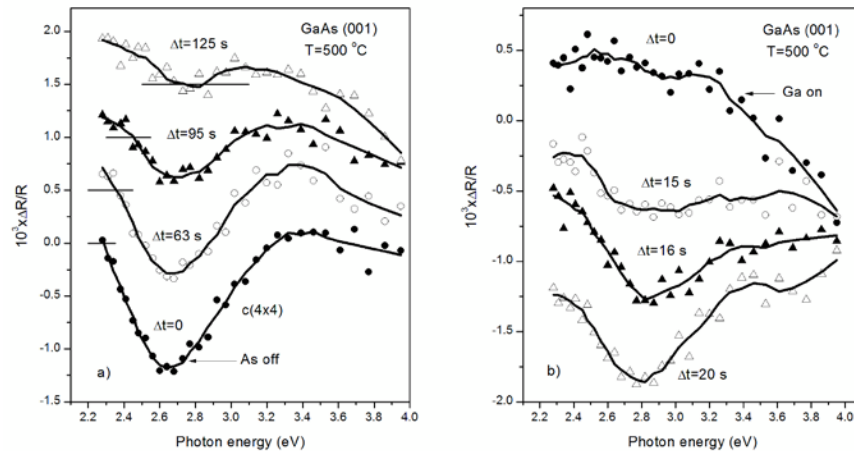 GaAs (001)
T=500 °C
Δt=125 s
Δt=95 s
Δt=63 s
Δt=0
c(4x4)
As off
a)
10³xΔR/R
2.0
1.5
1.0
0.5
0.0
-0.5
-1.0
-1.5
2.2 2.4 2.6 2.8 3.0 3.2 3.4 3.6 3.8 4.0
Photon energy (eV)
GaAs (001)
T=500 °C
Δt=0
Ga on
Δt=15 s
Δt=16 s
Δt=20 s
b)
10³xΔR/R
0.5
0.0
-0.5
-1.0
-1.5
-2.0
2.2 2.4 2.6 2.8 3.0 3.2 3.4 3.6 3.8 4.0
Photon energy (eV)